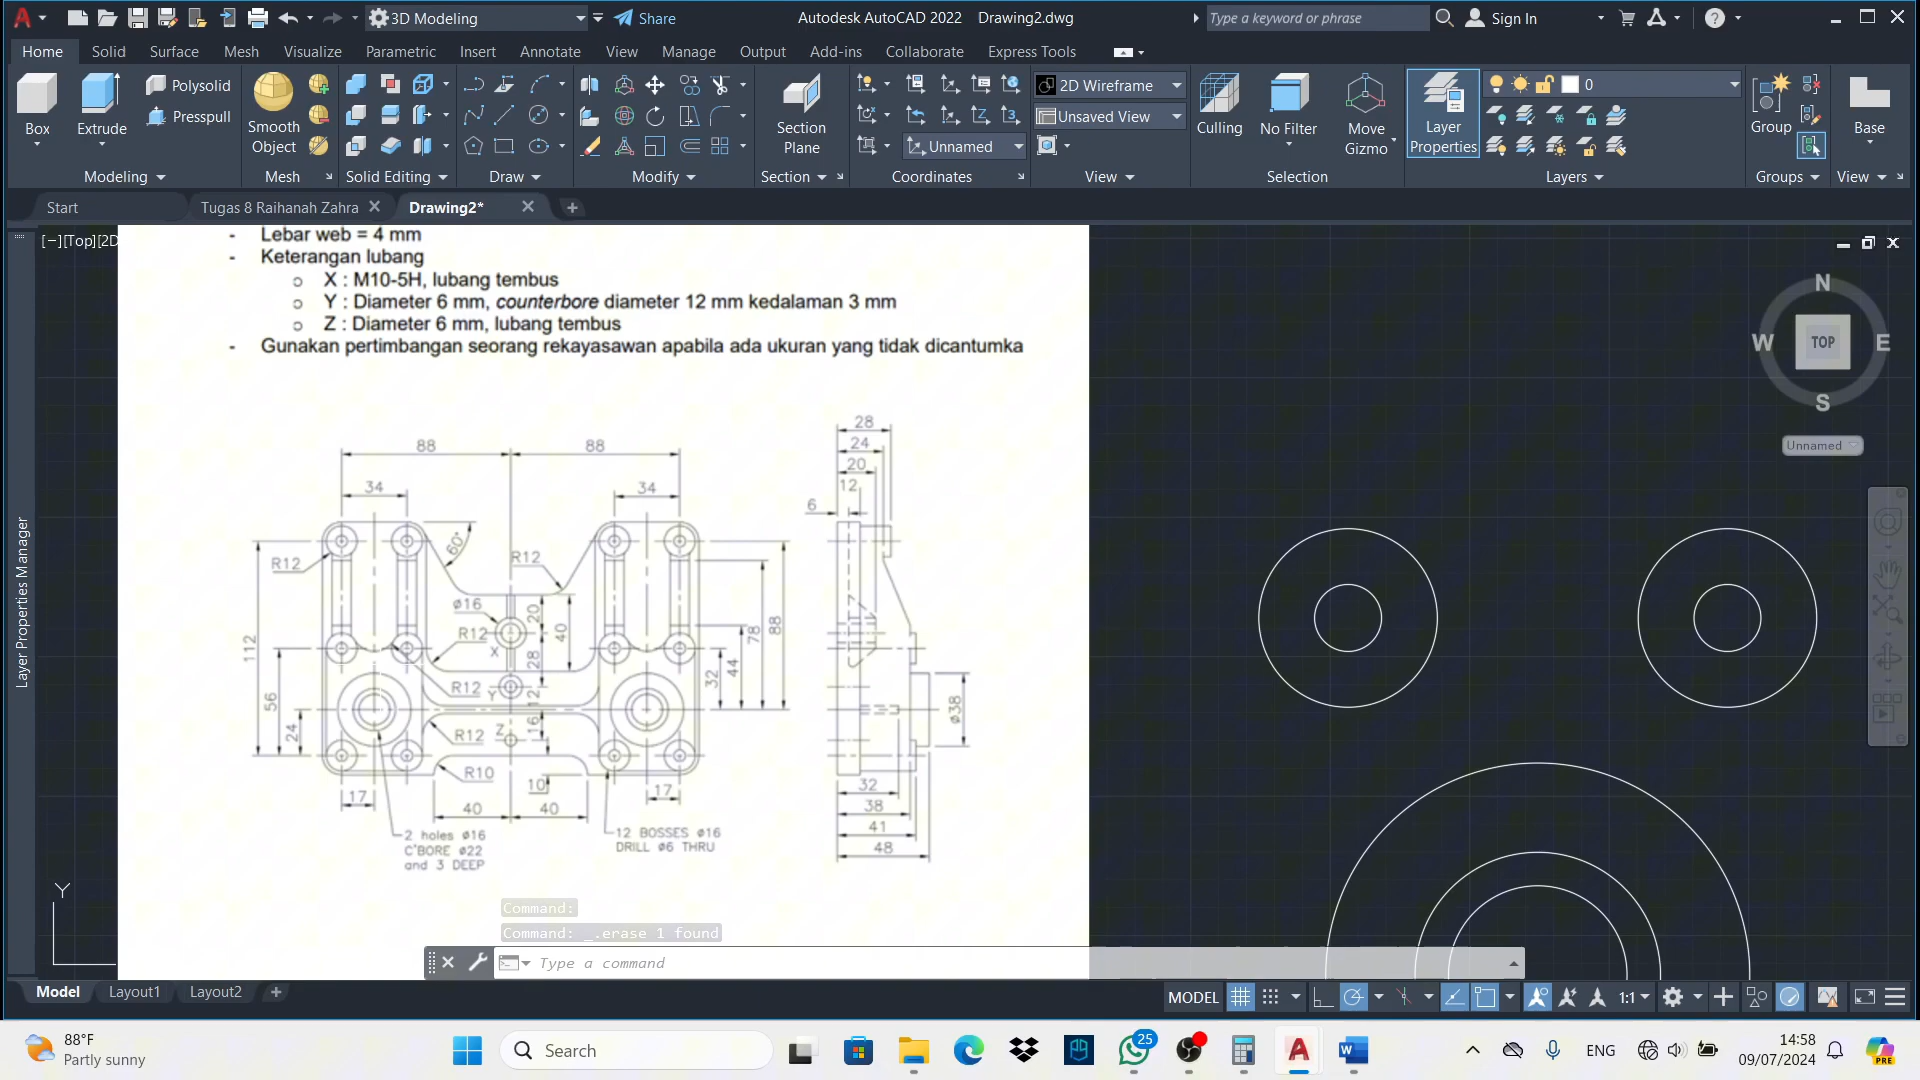 3D Modeling
Share
Autodesk AutoCAD 2022 Drawing2.dwg
Type a keyword or phrase
Sign In
Home Solid Surface Mesh Visualize Parametric Insert Annotate View Manage Output Add-ins Collaborate Express Tools
Box
Extrude
Polysolid
Presspull
Smooth
Object
Section
Plane
Unnamed
2D Wireframe
Unsaved View
Culling
No Filter
Move
Gizmo
Layer
Properties
0
Group
Base
Modeling Mesh Solid Editing Draw Modify Section Coordinates View Selection Layers Groups View
Start
Tugas 8 Raihanah Zahra
Drawing2*
[−][Top][2D
- Lebar web = 4 mm
- Keterangan lubang
X : M10-5H, lubang tembus
Y : Diameter 6 mm, counterbore diameter 12 mm kedalaman 3 mm
Z : Diameter 6 mm, lubang tembus
- Gunakan pertimbangan seorang rekayasawan apabila ada ukuran yang tidak dicantumka
88 88
34 34
R12
60°
R12
ø16
20
40
R12
X
28
R12
Y
12
16
R12
Z
R10
10
112
56
24
17
40 40
17
32
44
78
88
2 holes ø16
C'BORE ø22
and 3 DEEP
12 BOSSES ø16
DRILL ø6 THRU
28
24
20
12
6
ø38
32
38
41
48
N
W TOP E
S
Unnamed
Layer Properties Manager
Y
Command:
Command: _.erase 1 found
Type a command
Model Layout1 Layout2
MODEL
1:1
88°F
Partly sunny
Search
25
PRE
ENG
14:58
09/07/2024